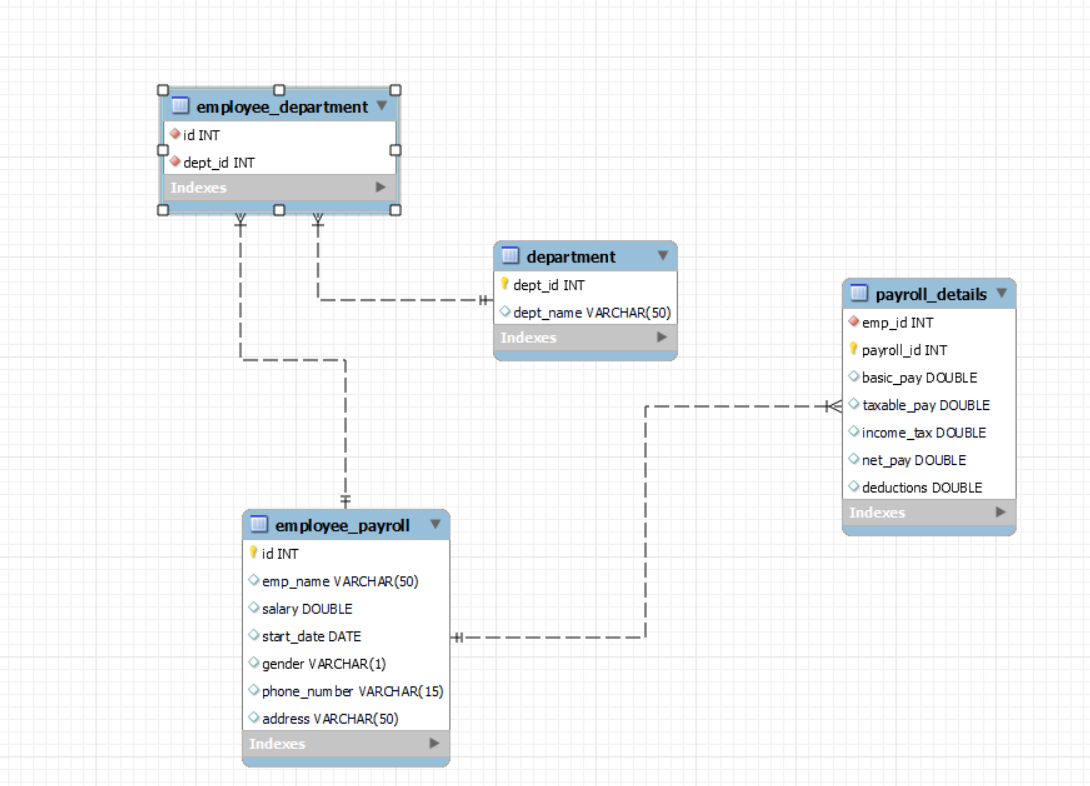 employee_department
id INT
dept_id INT
Indexes
department
dept_id INT
dept_name VARCHAR(50)
Indexes
payroll_details
emp_id INT
payroll_id INT
basic_pay DOUBLE
taxable_pay DOUBLE
income_tax DOUBLE
net_pay DOUBLE
deductions DOUBLE
Indexes
employee_payroll
id INT
emp_name VARCHAR(50)
salary DOUBLE
start_date DATE
gender VARCHAR(1)
phone_number VARCHAR(15)
address VARCHAR(50)
Indexes